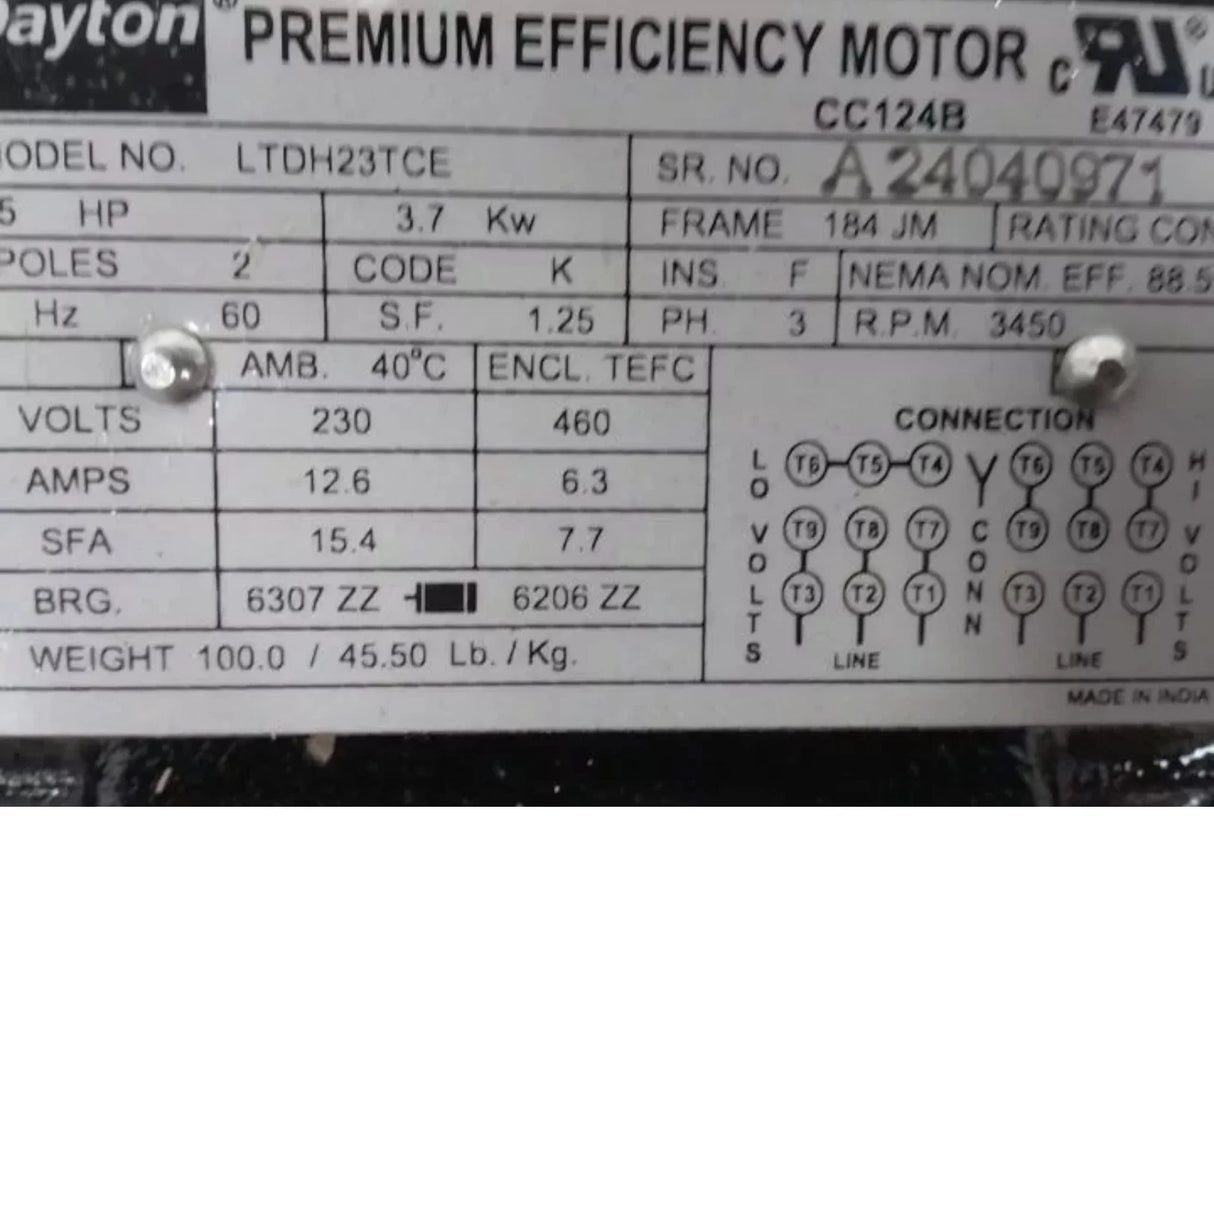 ayton® PREMIUM EFFICIENCY MOTOR
CC124B E47479
ODEL NO. LTDH23TCE SR. NO. A24040971
5 HP 3.7 Kw FRAME 184 JM RATING CON
POLES 2 CODE K INS. F NEMA NOM. EFF. 88.5
Hz 60 S.F. 1.25 PH. 3 R.P.M. 3450
AMB. 40°C ENCL. TEFC
VOLTS 230 460
AMPS 12.6 6.3
SFA 15.4 7.7
BRG. 6307 ZZ 6206 ZZ
WEIGHT 100.0 / 45.50 Lb. / Kg.
CONNECTION
LO VOLTS
T6 T5 T4
T9 T8 T7
T3 T2 T1
LINE
Y CONN
T6 T5 T4
T9 T8 T7
T3 T2 T1
LINE
HI VOLTS
MADE IN INDIA